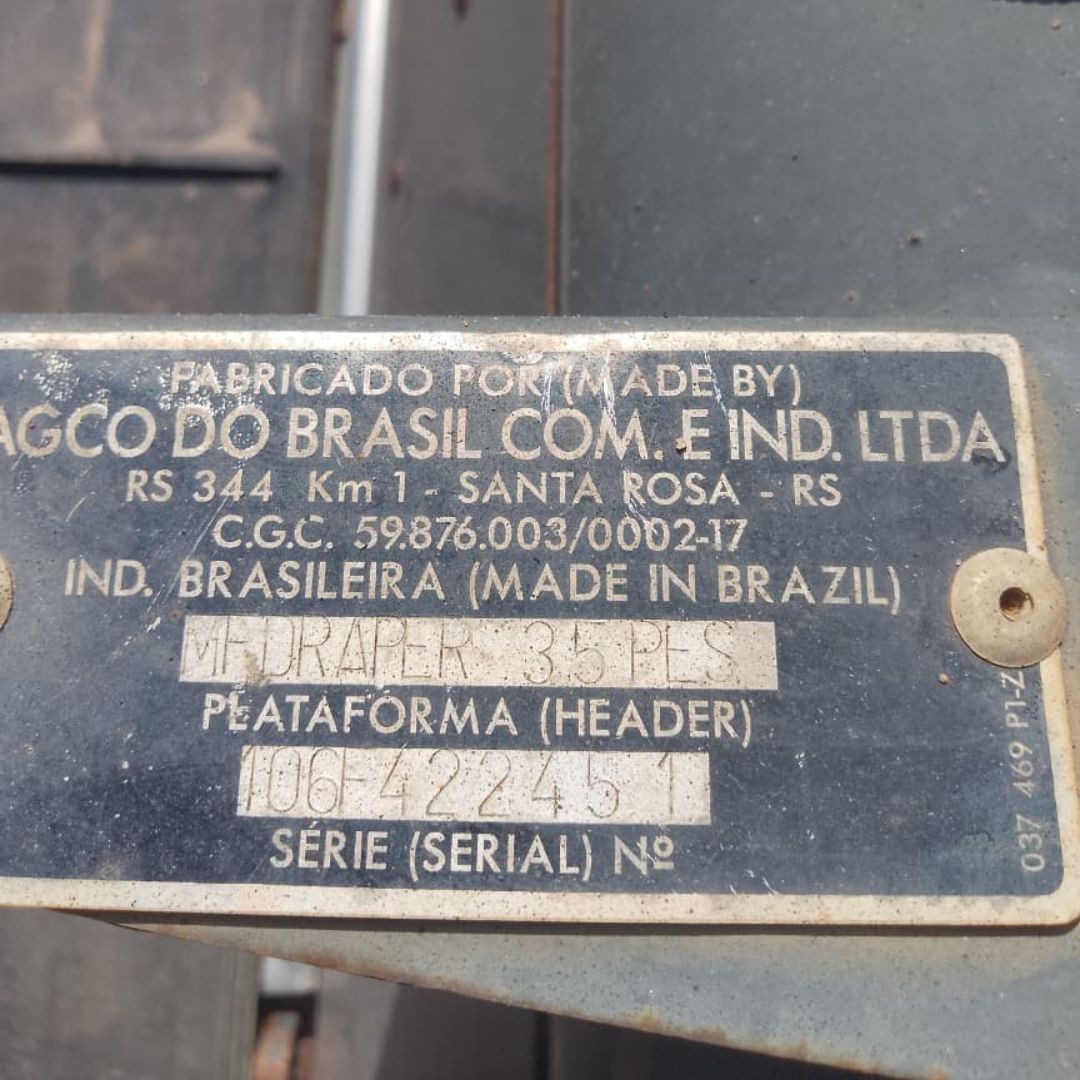 FABRICADO POR (MADE BY)
AGCO DO BRASIL COM. E IND. LTDA
RS 344 Km 1 - SANTA ROSA - RS
C.G.C. 59.876.003/0002-17
IND. BRASILEIRA (MADE IN BRAZIL)
MFDRAPER 35 PES
PLATAFORMA (HEADER)
106F422451
SÉRIE (SERIAL) Nº
037 469 P1-Z